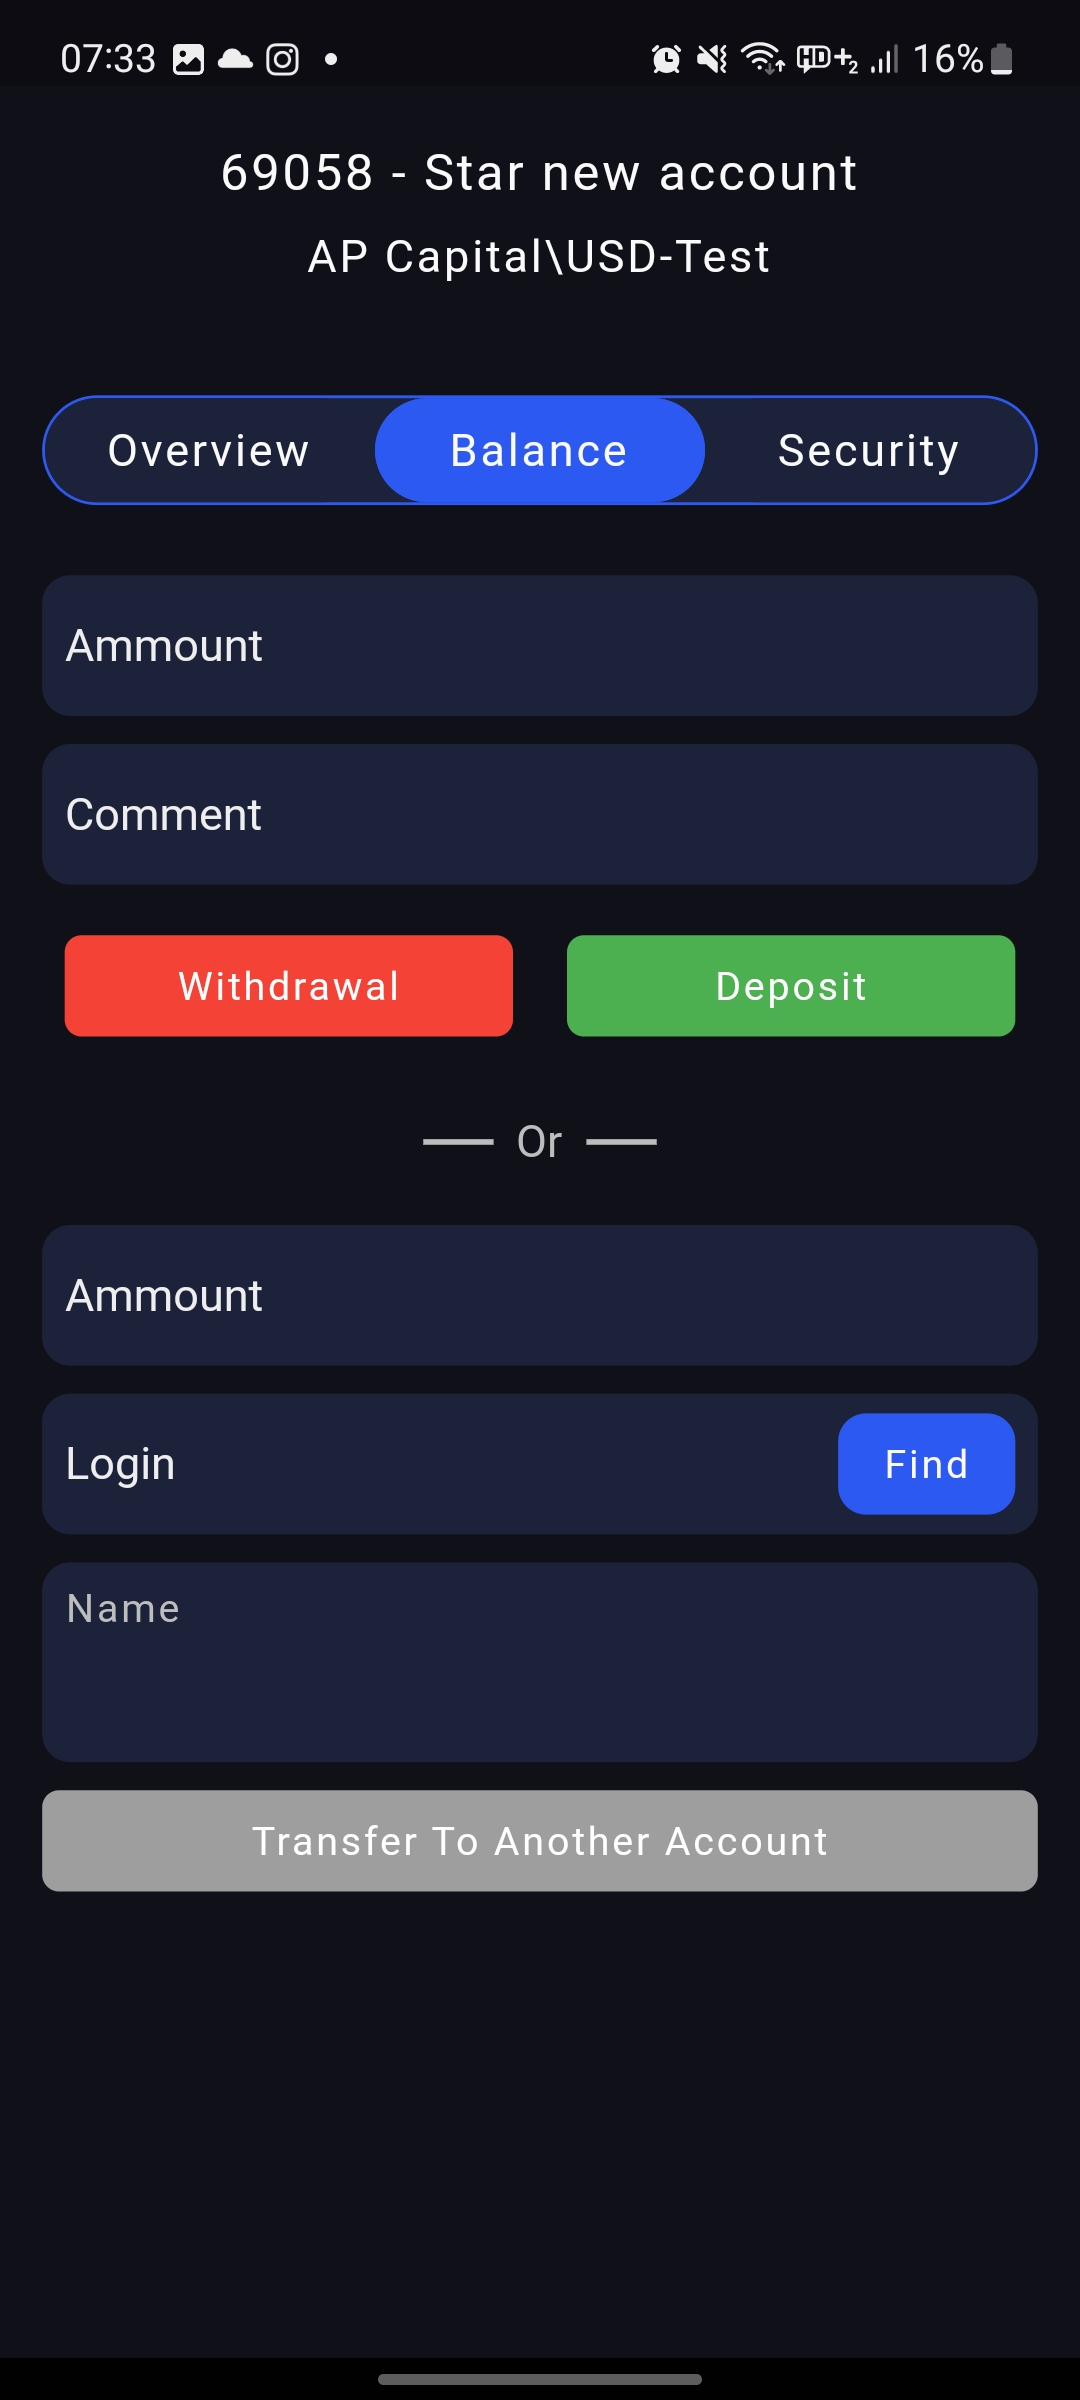 07:33 16%
69058 - Star new account
AP Capital\USD-Test
Overview Balance Security
Ammount
Comment
Withdrawal Deposit
Or
Ammount
Login Find
Name
Transfer To Another Account